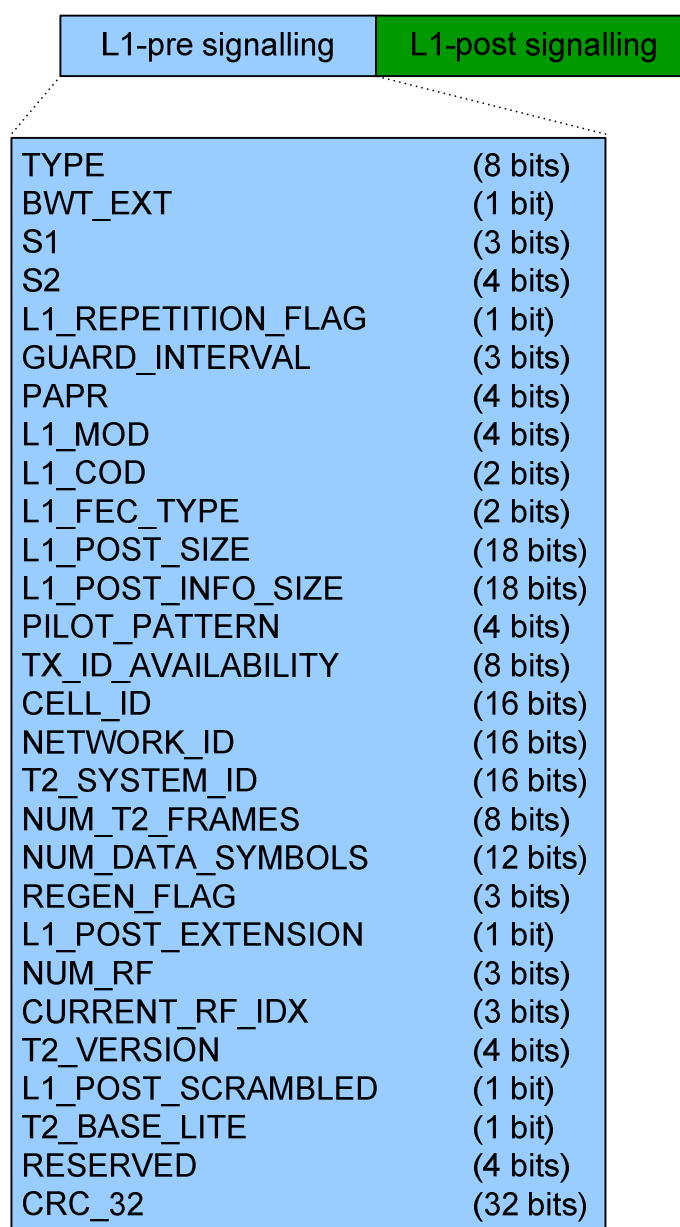 L1-pre signalling L1-post signalling
TYPE (8 bits)
BWT_EXT (1 bit)
S1 (3 bits)
S2 (4 bits)
L1_REPETITION_FLAG (1 bit)
GUARD_INTERVAL (3 bits)
PAPR (4 bits)
L1_MOD (4 bits)
L1_COD (2 bits)
L1_FEC_TYPE (2 bits)
L1_POST_SIZE (18 bits)
L1_POST_INFO_SIZE (18 bits)
PILOT_PATTERN (4 bits)
TX_ID_AVAILABILITY (8 bits)
CELL_ID (16 bits)
NETWORK_ID (16 bits)
T2_SYSTEM_ID (16 bits)
NUM_T2_FRAMES (8 bits)
NUM_DATA_SYMBOLS (12 bits)
REGEN_FLAG (3 bits)
L1_POST_EXTENSION (1 bit)
NUM_RF (3 bits)
CURRENT_RF_IDX (3 bits)
T2_VERSION (4 bits)
L1_POST_SCRAMBLED (1 bit)
T2_BASE_LITE (1 bit)
RESERVED (4 bits)
CRC_32 (32 bits)